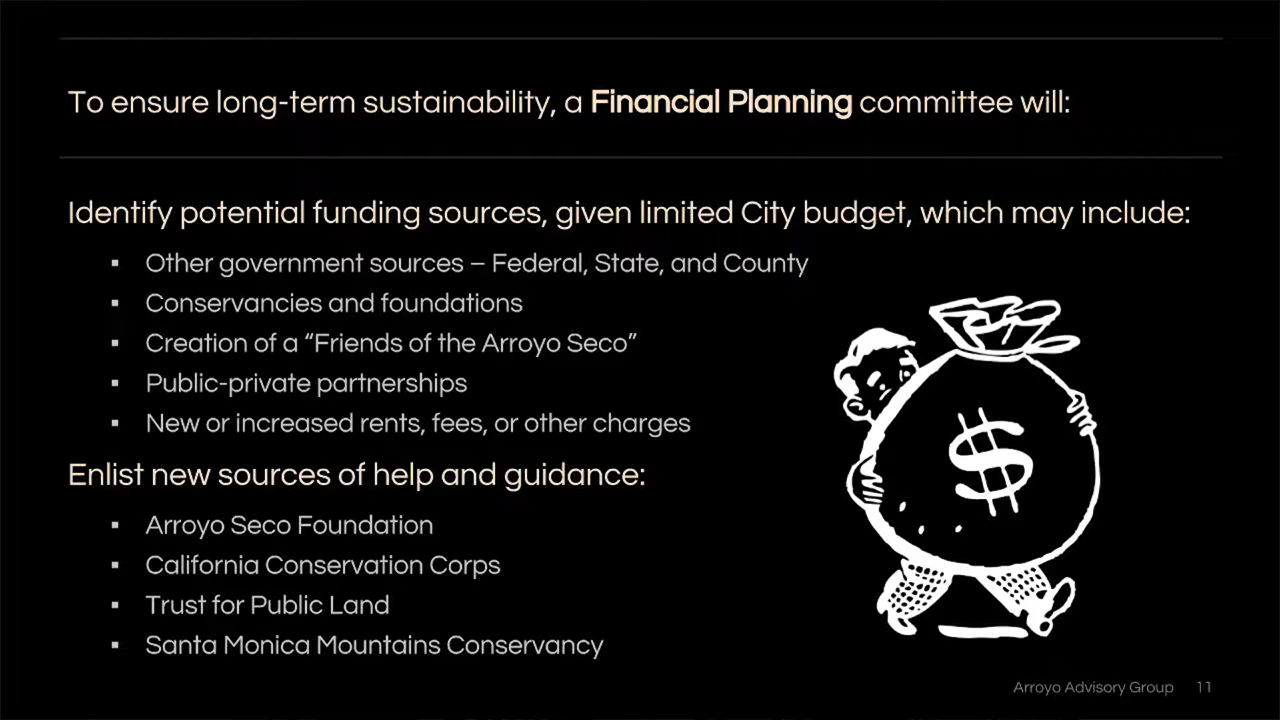 To ensure long-term sustainability, a Financial Planning committee will:
Identify potential funding sources, given limited City budget, which may include:
▪ Other government sources – Federal, State, and County
▪ Conservancies and foundations
▪ Creation of a “Friends of the Arroyo Seco”
▪ Public-private partnerships
▪ New or increased rents, fees, or other charges
Enlist new sources of help and guidance:
▪ Arroyo Seco Foundation
▪ California Conservation Corps
▪ Trust for Public Land
▪ Santa Monica Mountains Conservancy
$
Arroyo Advisory Group 11